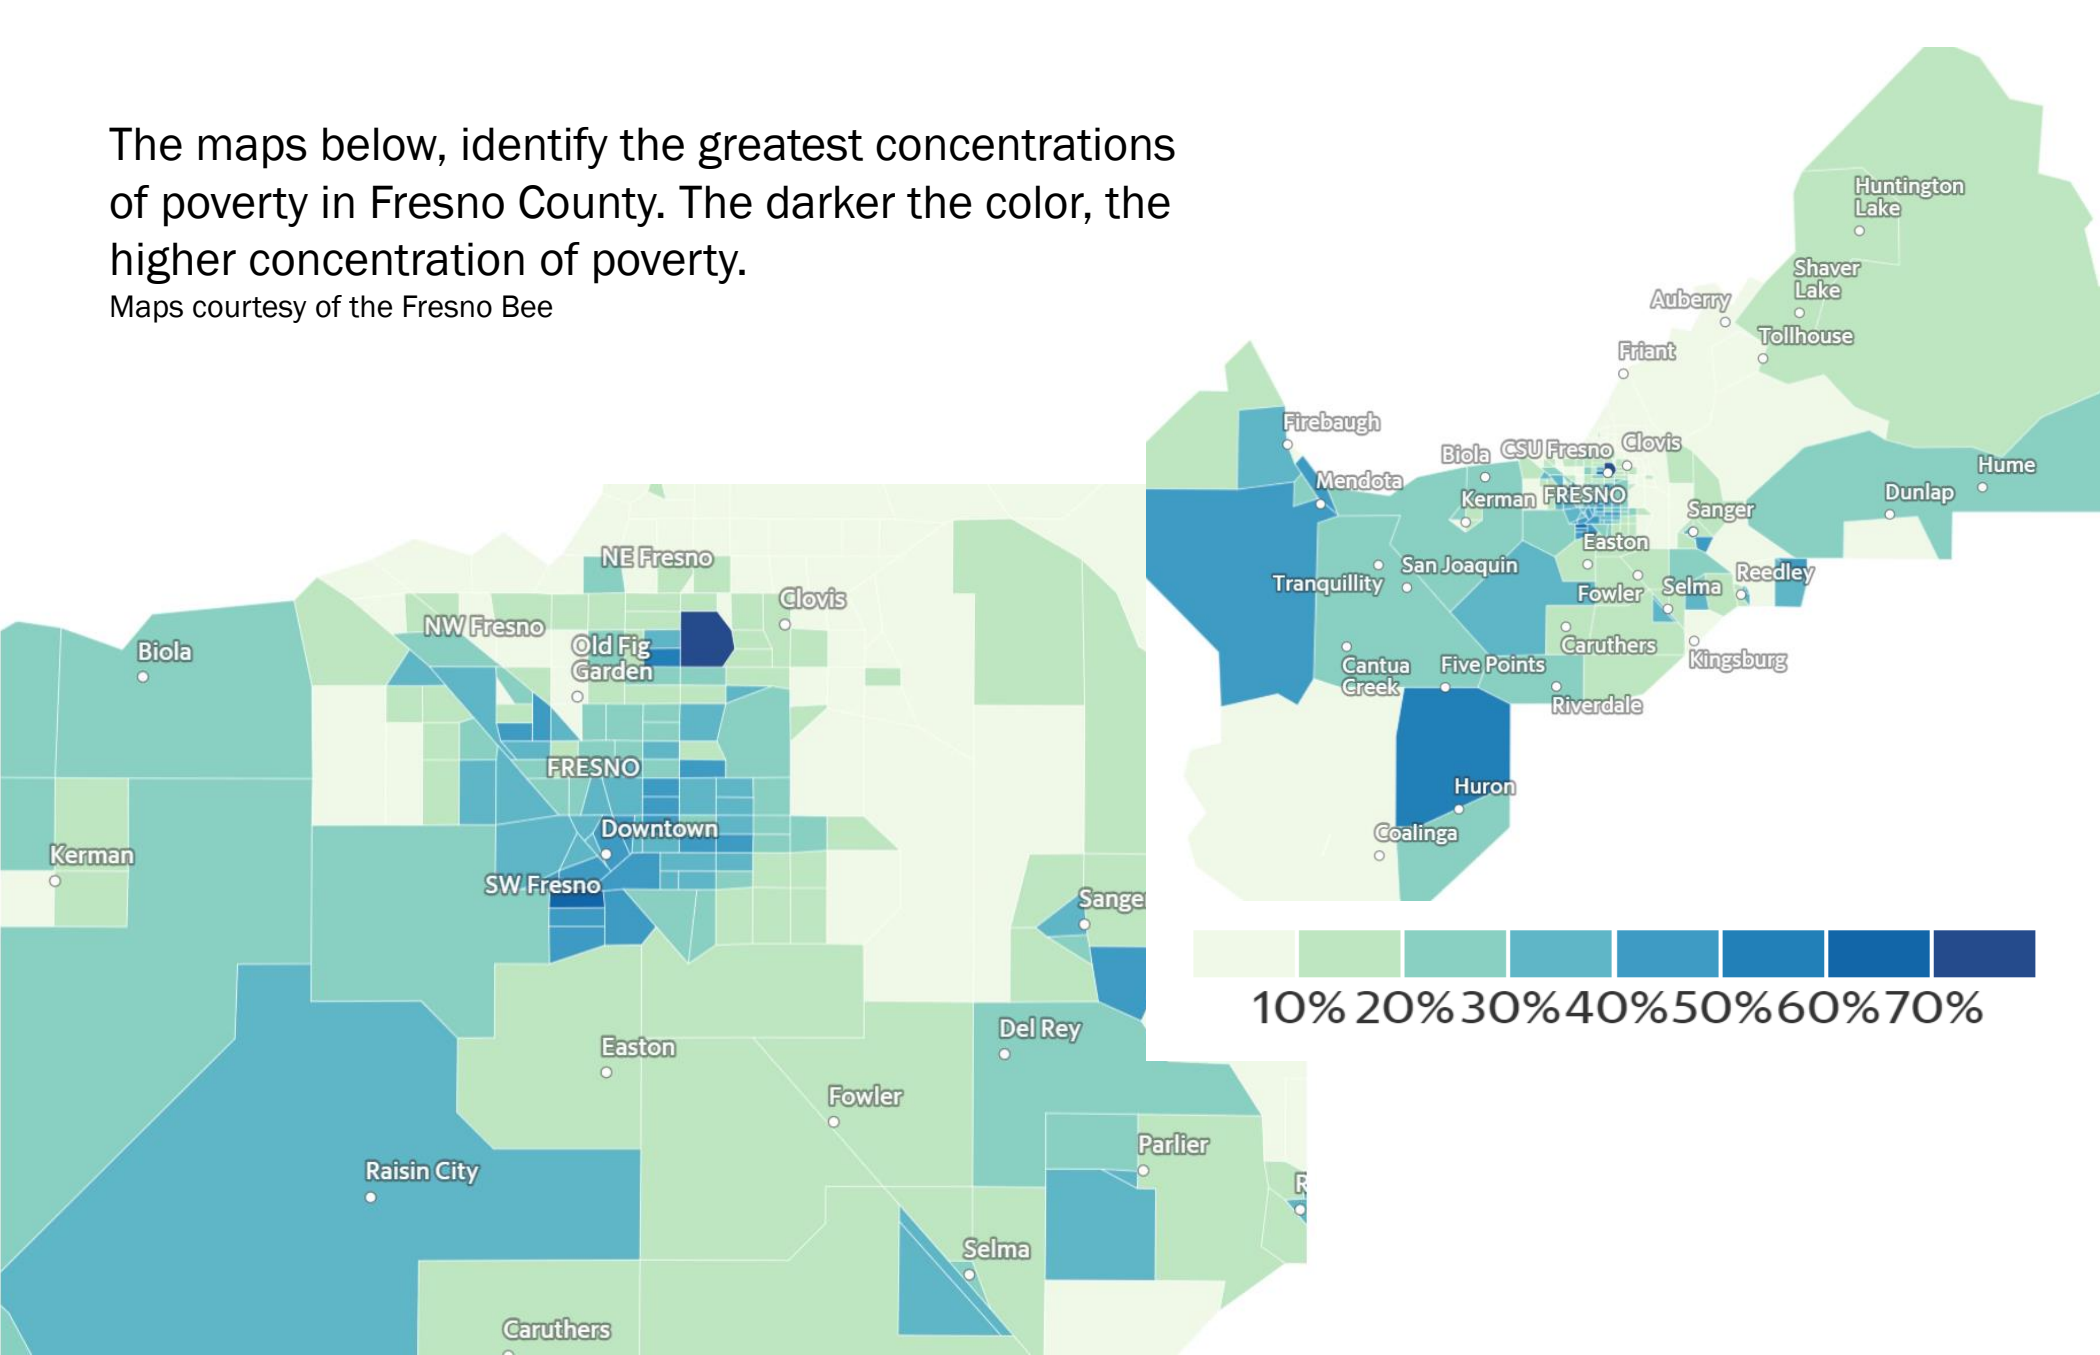 The maps below, identify the greatest concentrations
of poverty in Fresno County. The darker the color, the
higher concentration of poverty.
Maps courtesy of the Fresno Bee
Huntington
Lake
Shaver
Lake
Auberry
Tollhouse
Friant
Firebaugh
Biola
CSU Fresno
Clovis
Mendota
Kerman
FRESNO
Hume
Dunlap
Sanger
Easton
San Joaquin
Tranquillity
Fowler
Selma
Reedley
Caruthers
Kingsburg
Cantua
Creek
Five Points
Riverdale
Huron
Coalinga
10% 20% 30% 40% 50% 60% 70%
NE Fresno
Clovis
NW Fresno
Old Fig
Garden
Biola
FRESNO
Downtown
Kerman
SW Fresno
Sange
Del Rey
Easton
Fowler
Parlier
Raisin City
R
Selma
Caruthers